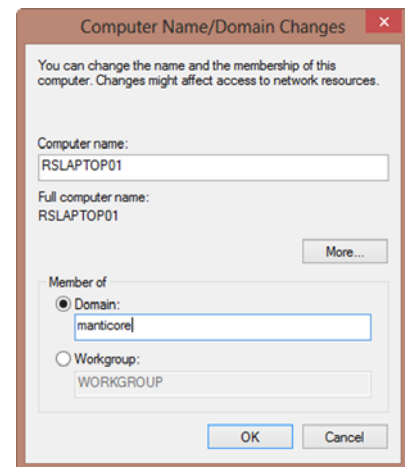 Computer Name/Domain Changes
You can change the name and the membership of this
computer. Changes might affect access to network resources.
Computer name:
RSLAPTOP01
Full computer name:
RSLAPTOP01
More...
Member of
Domain:
manticore
Workgroup:
WORKGROUP
OK
Cancel